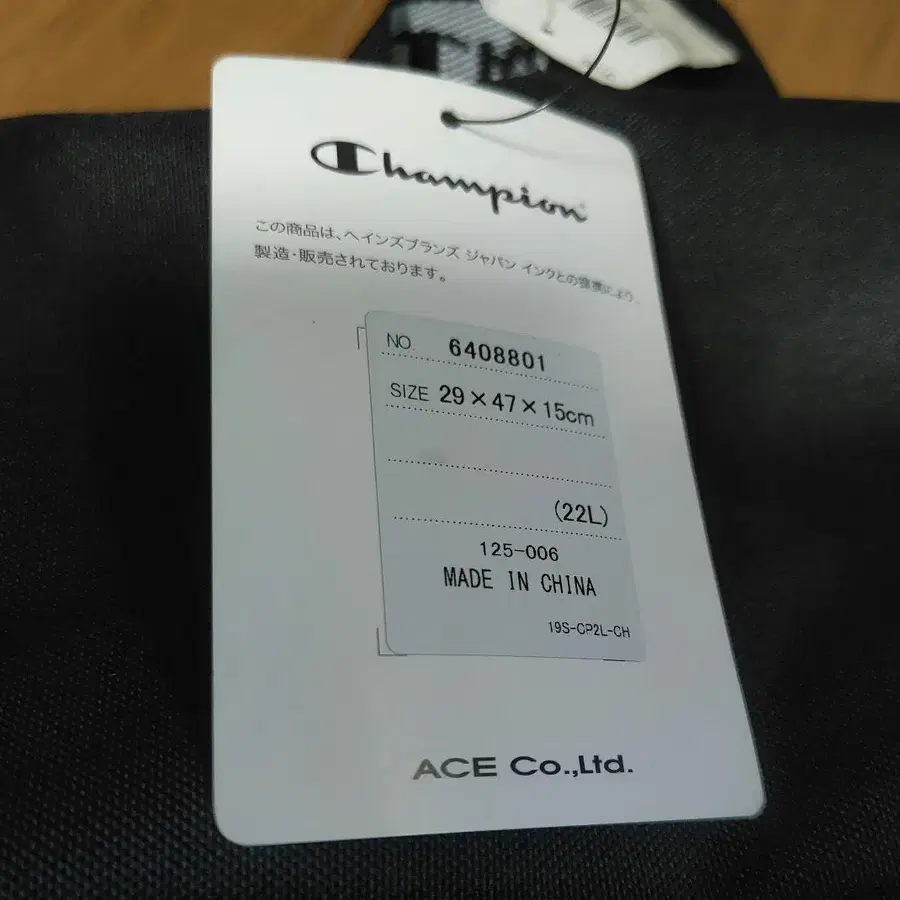 Champion
この商品は、ヘインズブランズ ジャパン インクとの提携により、
製造・販売されております。
NO. 6408801
SIZE 29×47×15cm
(22L)
125-006
MADE IN CHINA
19S-CP2L-CH
ACE Co.,Ltd.